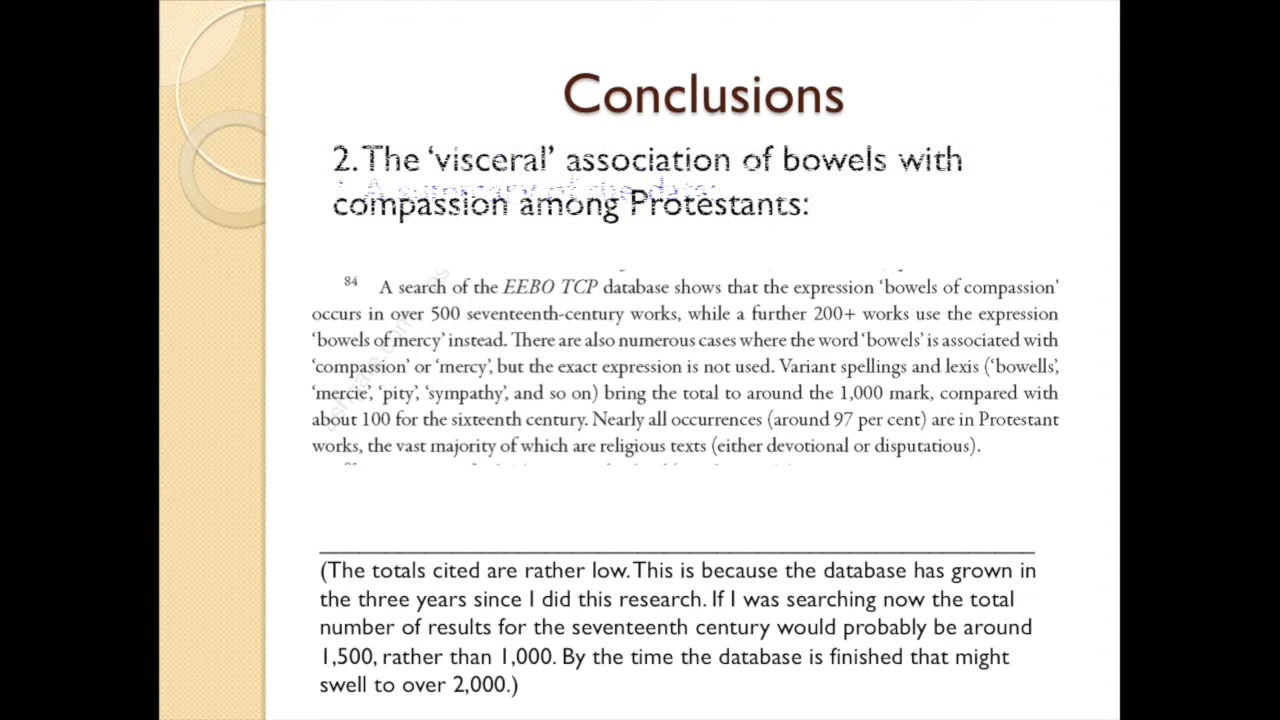 Conclusions
2. The ‘visceral’ association of bowels with
1. A summary of the data:
compassion among Protestants:
84 A search of the EEBO TCP database shows that the expression ‘bowels of compassion’
occurs in over 500 seventeenth-century works, while a further 200+ works use the expression
‘bowels of mercy’ instead. There are also numerous cases where the word ‘bowels’ is associated with
‘compassion’ or ‘mercy’, but the exact expression is not used. Variant spellings and lexis (‘bowells’,
‘mercie’, ‘pity’, ‘sympathy’, and so on) bring the total to around the 1,000 mark, compared with
about 100 for the sixteenth century. Nearly all occurrences (around 97 per cent) are in Protestant
works, the vast majority of which are religious texts (either devotional or disputatious).
(The totals cited are rather low. This is because the database has grown in
the three years since I did this research. If I was searching now the total
number of results for the seventeenth century would probably be around
1,500, rather than 1,000. By the time the database is finished that might
swell to over 2,000.)